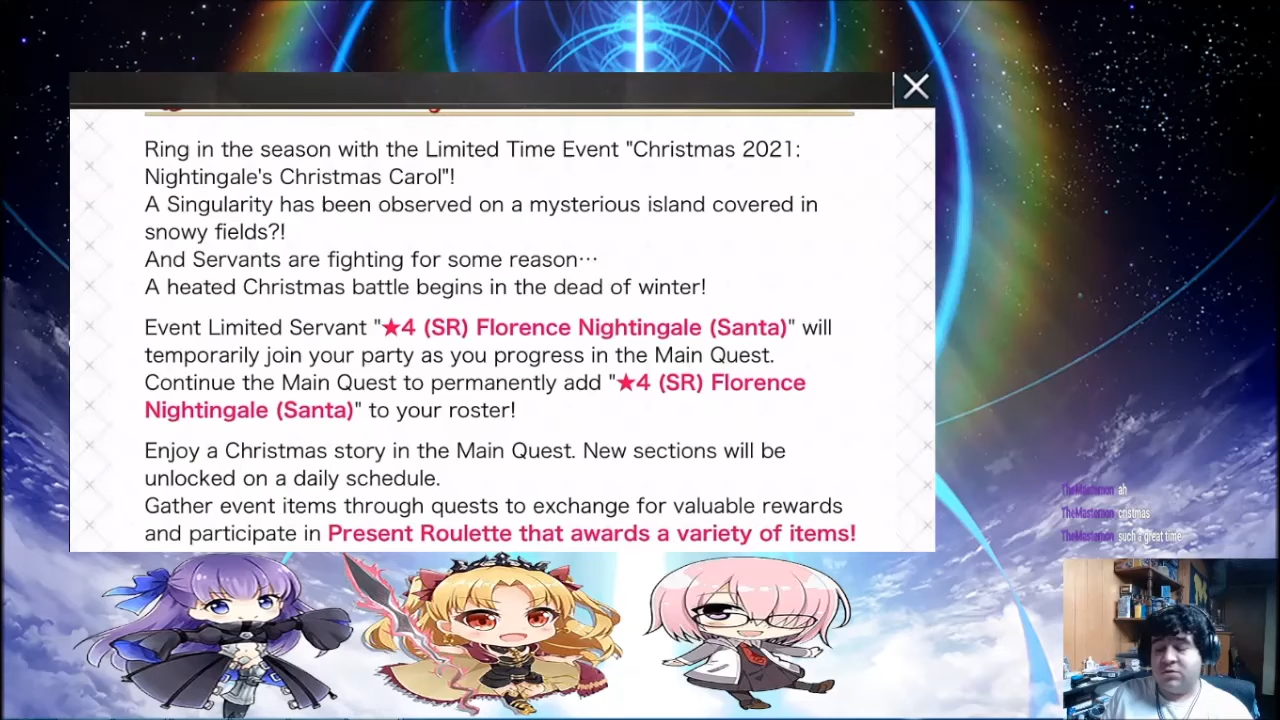 Ring in the season with the Limited Time Event "Christmas 2021:
Nightingale's Christmas Carol"!
A Singularity has been observed on a mysterious island covered in
snowy fields?!
And Servants are fighting for some reason…
A heated Christmas battle begins in the dead of winter!
Event Limited Servant "★4 (SR) Florence Nightingale (Santa)" will
temporarily join your party as you progress in the Main Quest.
Continue the Main Quest to permanently add "★4 (SR) Florence
Nightingale (Santa)" to your roster!
Enjoy a Christmas story in the Main Quest. New sections will be
unlocked on a daily schedule.
Gather event items through quests to exchange for valuable rewards
and participate in Present Roulette that awards a variety of items!
TheMastemon ah
TheMastemon cristmas
TheMastemon such a great time